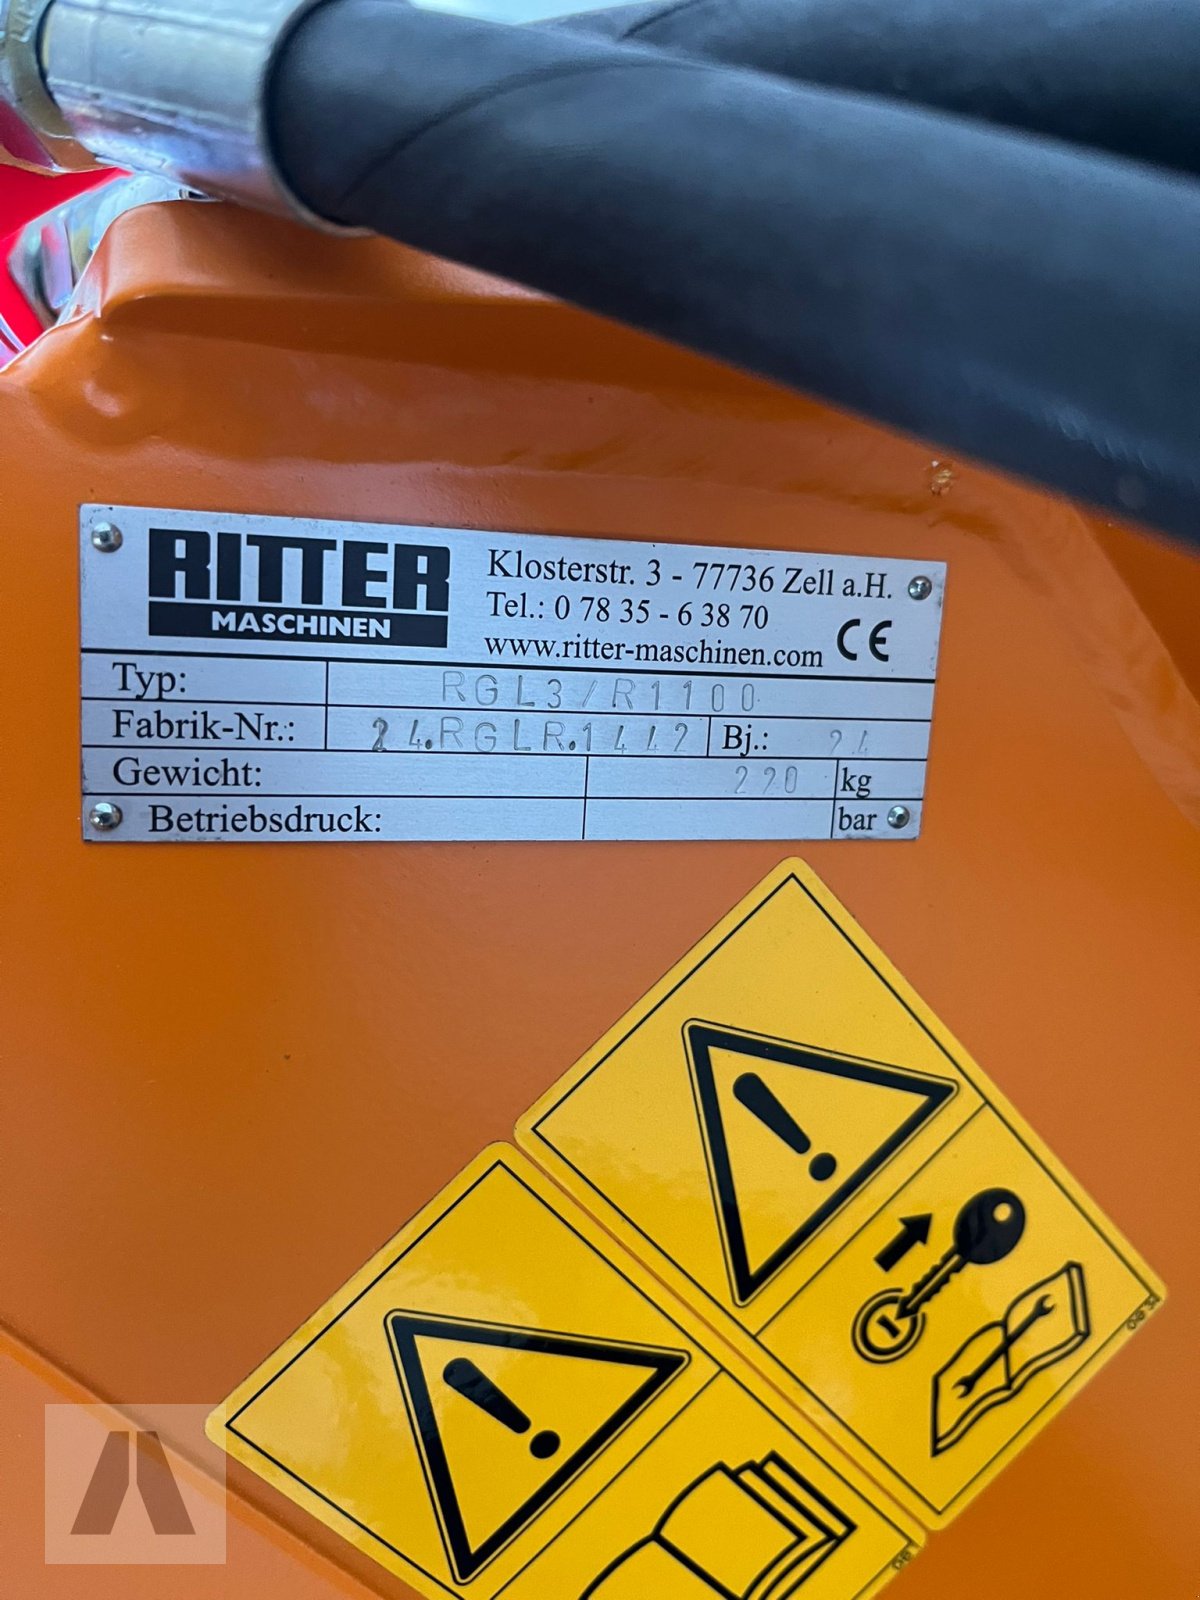 RITTER
MASCHINEN
Klosterstr. 3 - 77736 Zell a.H.
Tel.: 0 78 35 - 6 38 70
www.ritter-maschinen.com
CE
Typ: RGL3/R1100
Fabrik-Nr.: 24.RGLR.1442 Bj.: 24
Gewicht: 220 kg
Betriebsdruck: bar